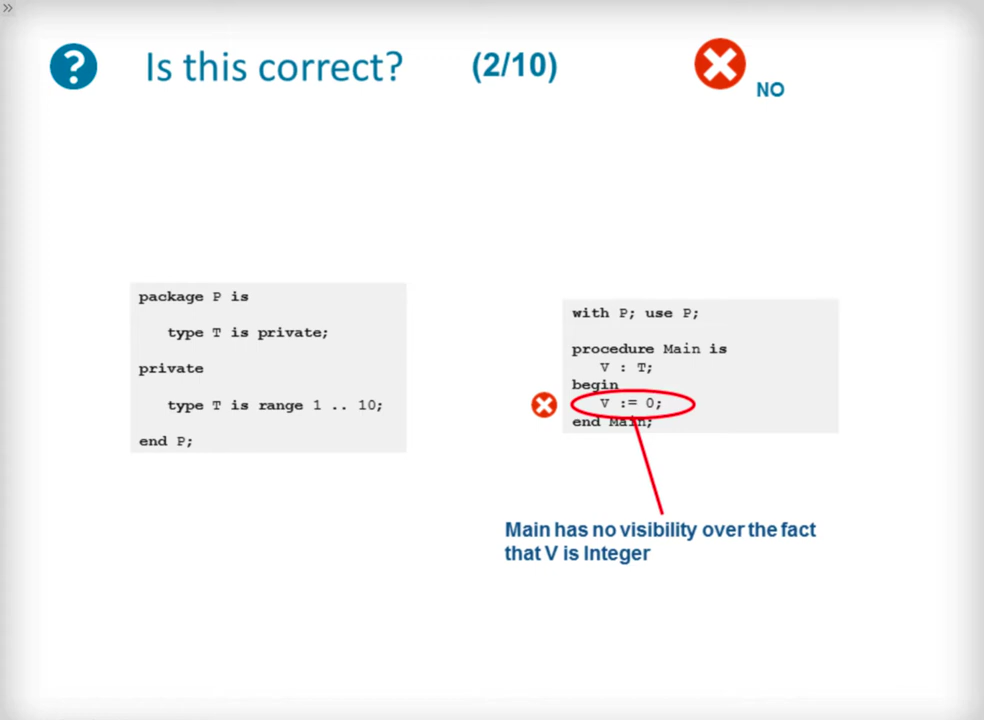 »
? Is this correct? (2/10)
NO
package P is
type T is private;
private
type T is range 1 .. 10;
end P;
with P; use P;
procedure Main is
V : T;
begin
V := 0;
end Main;
Main has no visibility over the fact
that V is Integer